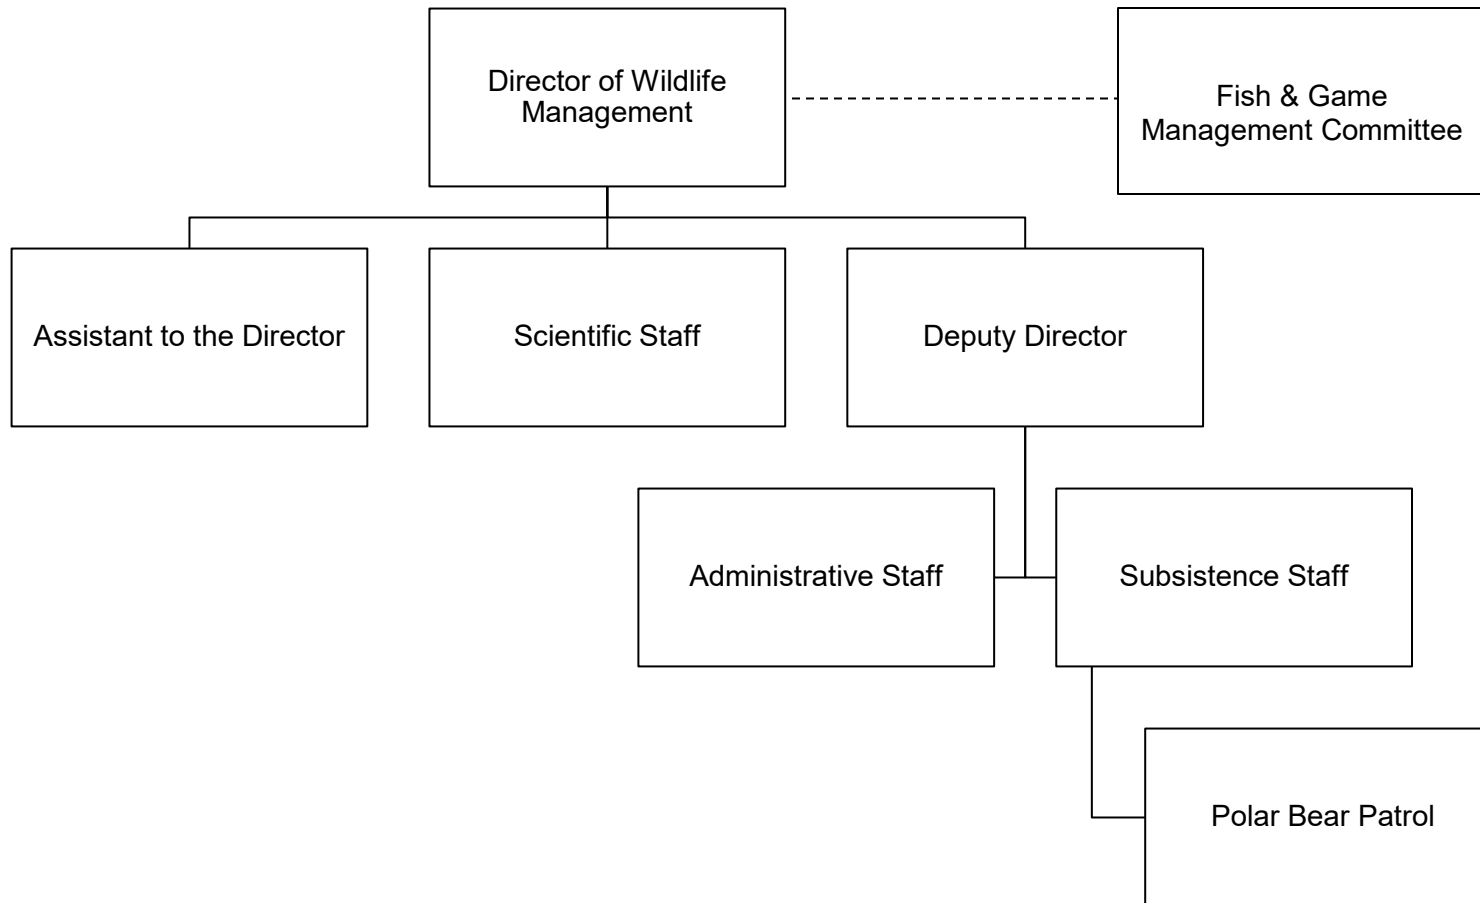 Director of Wildlife
Management
Fish & Game
Management Committee
Assistant to the Director
Scientific Staff
Deputy Director
Administrative Staff
Subsistence Staff
Polar Bear Patrol